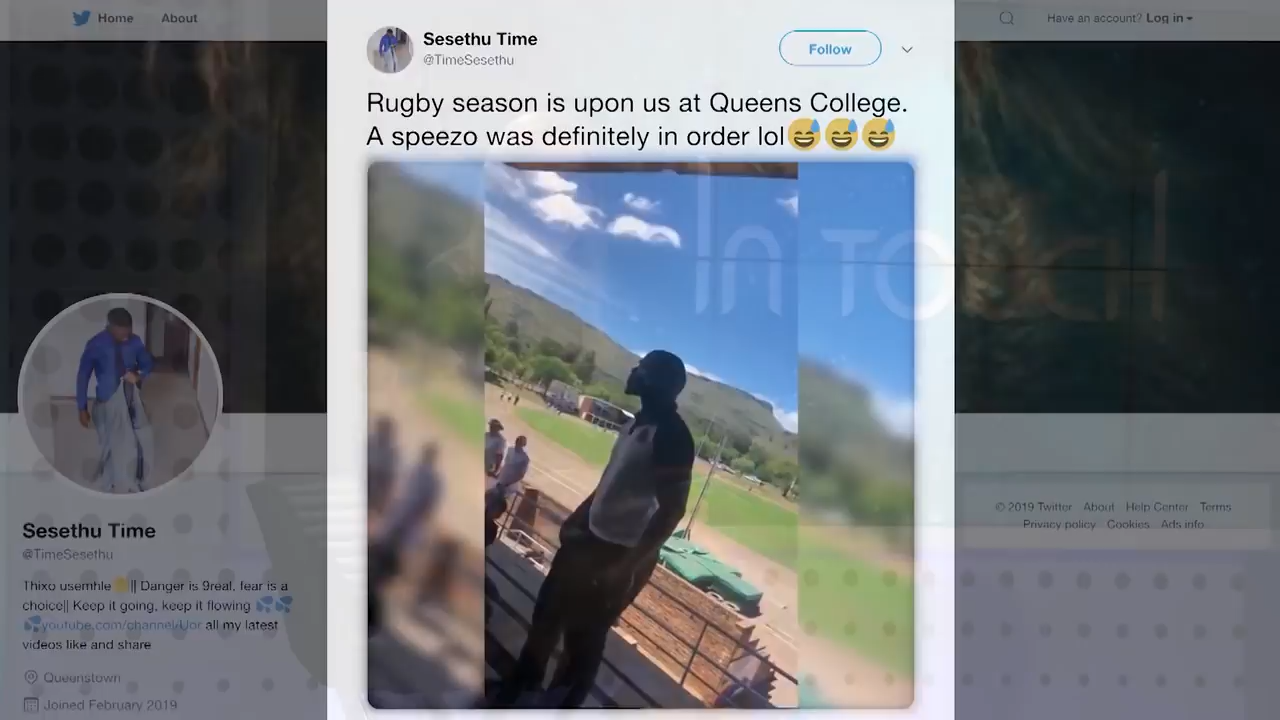 Home About
Have an account? Log in
Sesethu Time
@TimeSesethu
Follow
Rugby season is upon us at Queens College.
A speezo was definitely in order lol😅😅😅
In Touch
Sesethu Time
@TimeSesethu
Thixo usemhle || Danger is 9real, fear is a
choice|| Keep it going, keep it flowing 💦💦
💦youtube.com/channel/Uor all my latest
videos like and share
Queenstown
Joined February 2019
© 2019 Twitter About Help Center Terms
Privacy policy Cookies Ads info